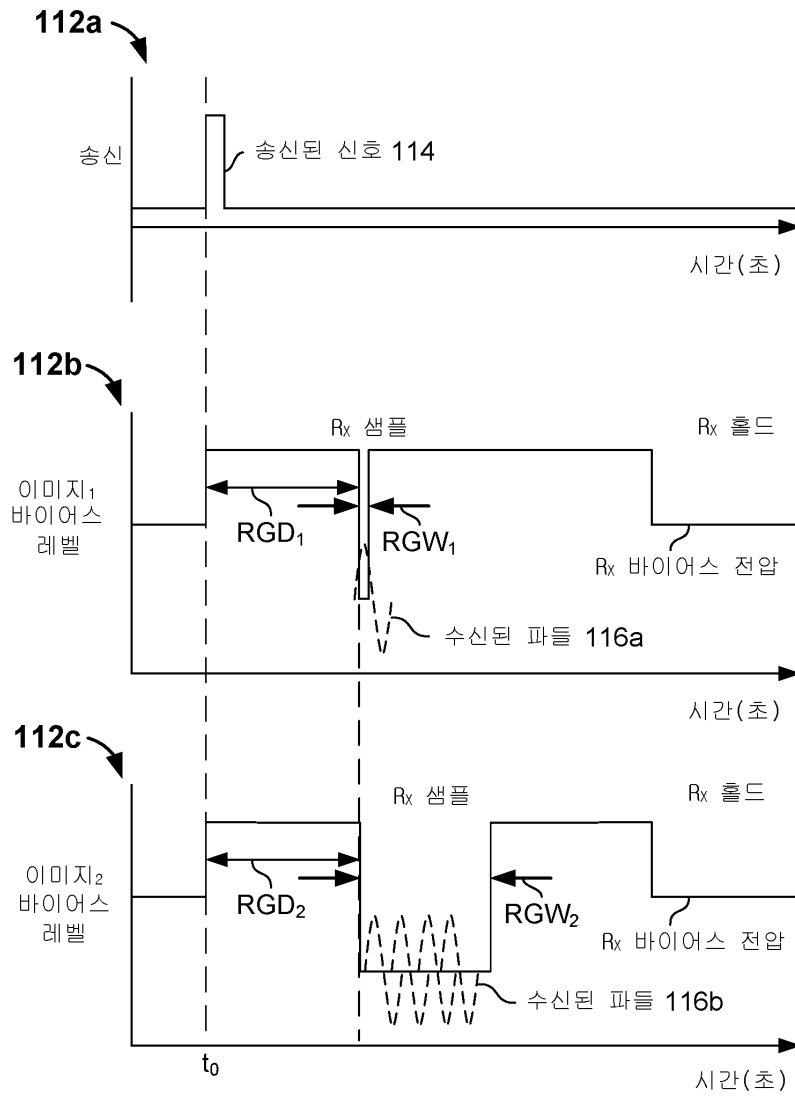 112a
송신
송신된 신호 114
시간(초)
112b
Rx 샘플
Rx 홀드
이미지1
바이어스
레벨
RGD1
RGW1
Rx 바이어스 전압
수신된 파들 116a
시간(초)
112c
Rx 샘플
Rx 홀드
이미지2
바이어스
레벨
RGD2
RGW2
Rx 바이어스 전압
수신된 파들 116b
t0
시간(초)